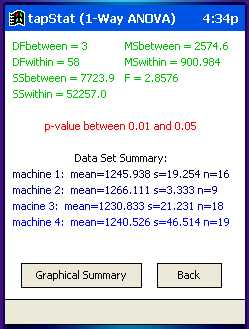 tapStat (1-Way ANOVA) 4:34p
DFbetween = 3 MSbetween = 2574.6
DFwithin = 58 MSwithin = 900.984
SSbetween = 7723.9 F = 2.8576
SSwithin = 52257.0
p-value between 0.01 and 0.05
Data Set Summary:
machine 1: mean=1245.938 s=19.254 n=16
machine 2: mean=1266.111 s=3.333 n=9
macine 3: mean=1230.833 s=21.231 n=18
machine 4: mean=1240.526 s=46.514 n=19
Graphical Summary Back